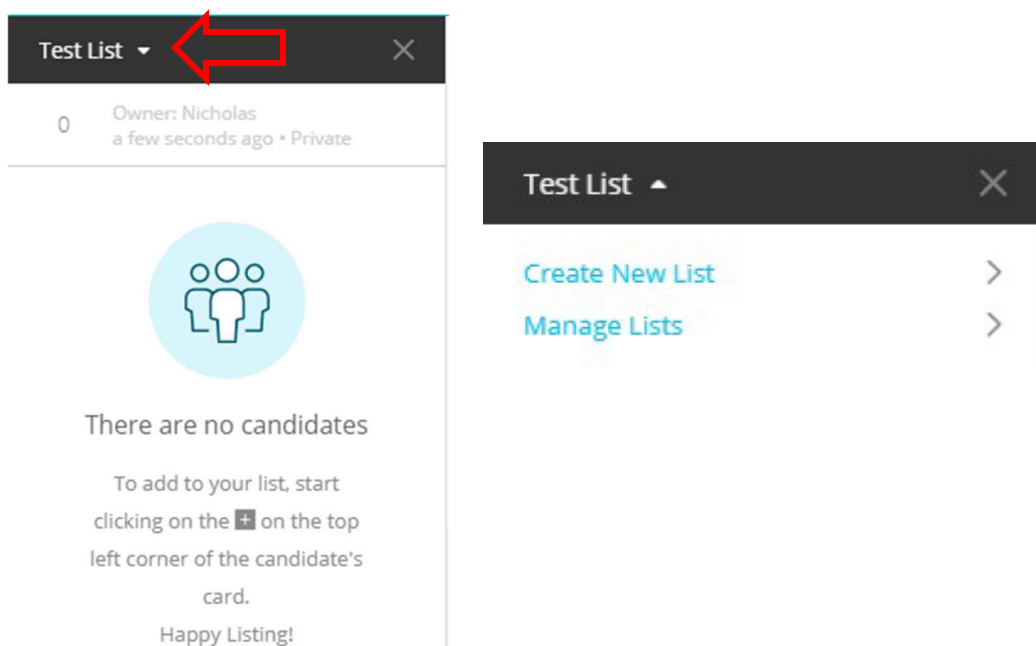 Test List
0
Owner: Nicholas
a few seconds ago • Private
There are no candidates
To add to your list, start
clicking on the + on the top
left corner of the candidate's
card.
Happy Listing!
Test List
Create New List
Manage Lists